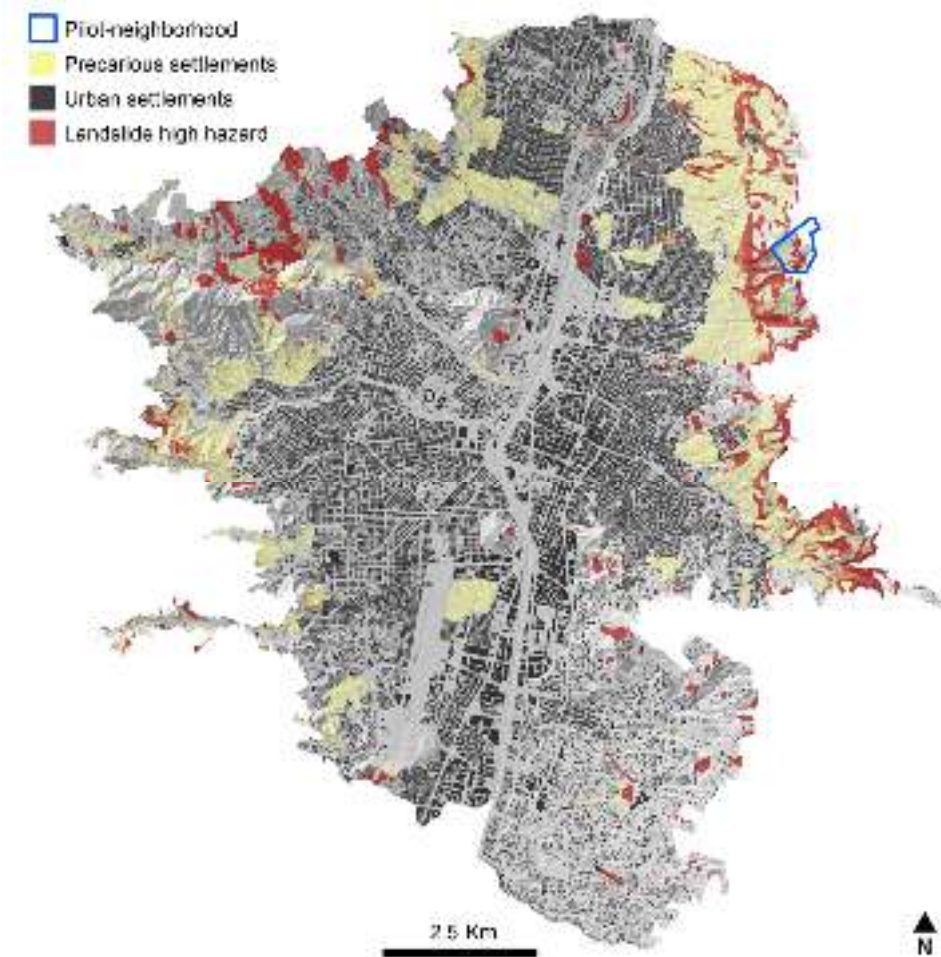 Pilot-neighborhood
Precarious settlements
Urban settlements
Landslide high hazard
2.5 Km
N